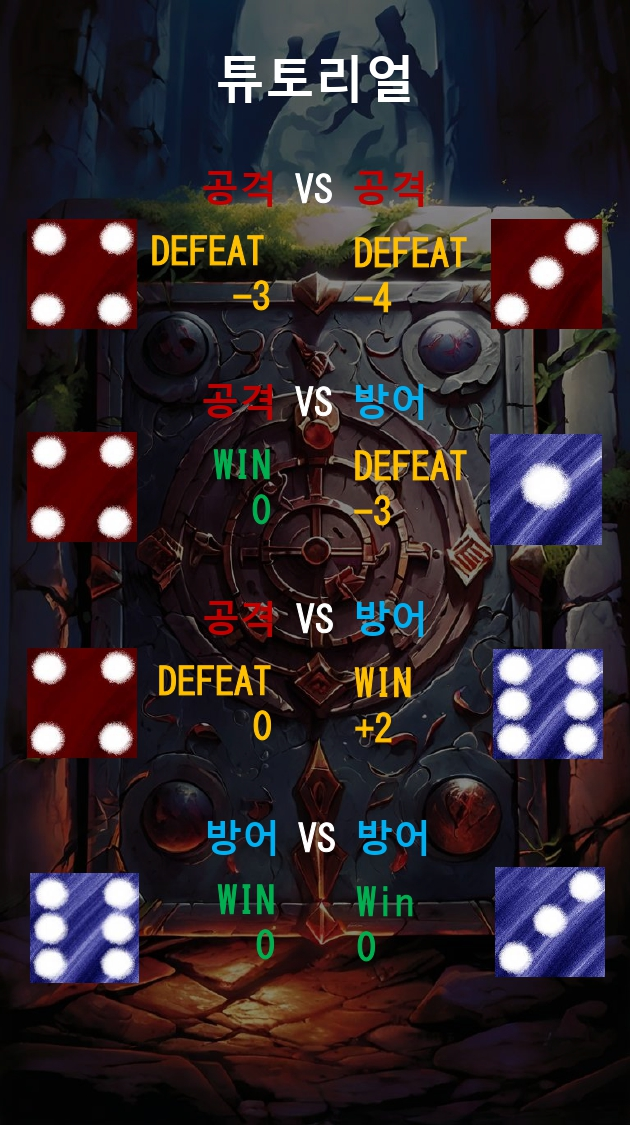 튜토리얼
공격 VS 공격
DEFEAT DEFEAT
-3 -4
공격 VS 방어
WIN DEFEAT
0 -3
공격 VS 방어
DEFEAT WIN
0 +2
방어 VS 방어
WIN Win
0 0